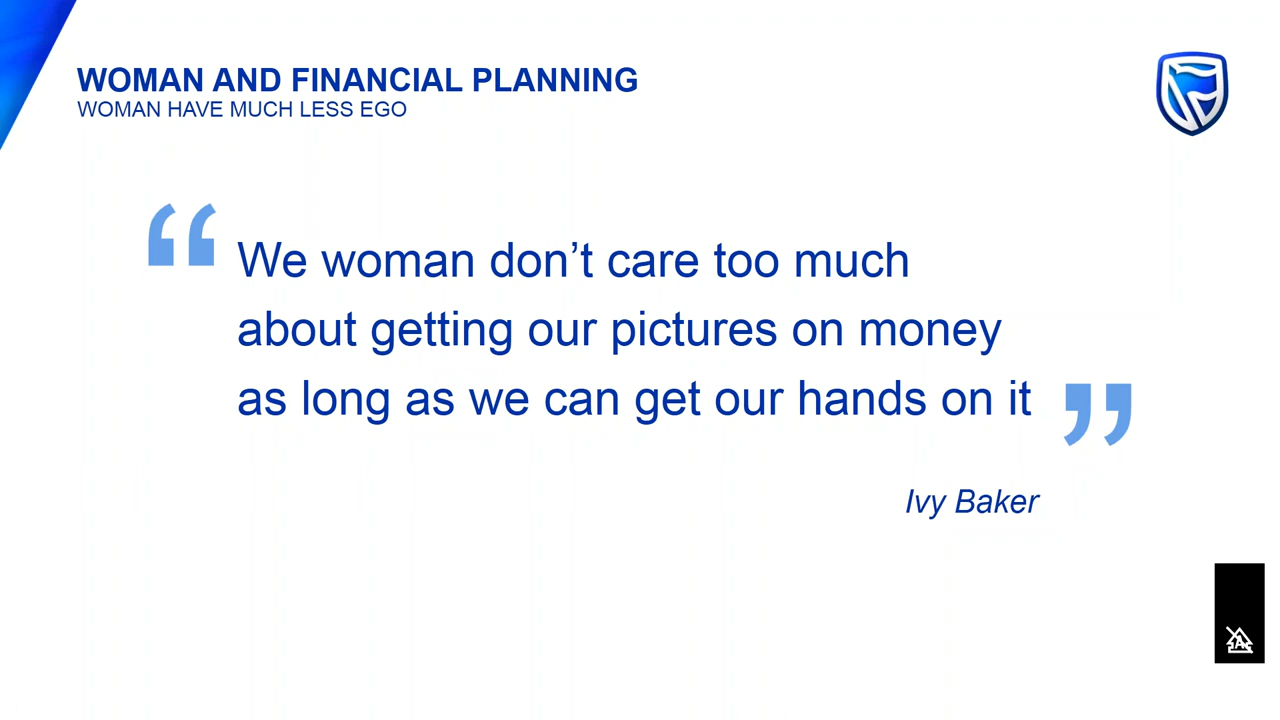 WOMAN AND FINANCIAL PLANNING
WOMAN HAVE MUCH LESS EGO
“We woman don’t care too much
about getting our pictures on money
as long as we can get our hands on it”
Ivy Baker